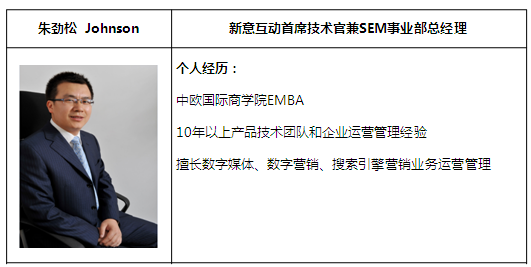 朱劲松 Johnson
新意互动首席技术官兼SEM事业部总经理
个人经历：
中欧国际商学院EMBA
10年以上产品技术团队和企业运营管理经验
擅长数字媒体、数字营销、搜索引擎营销业务运营管理